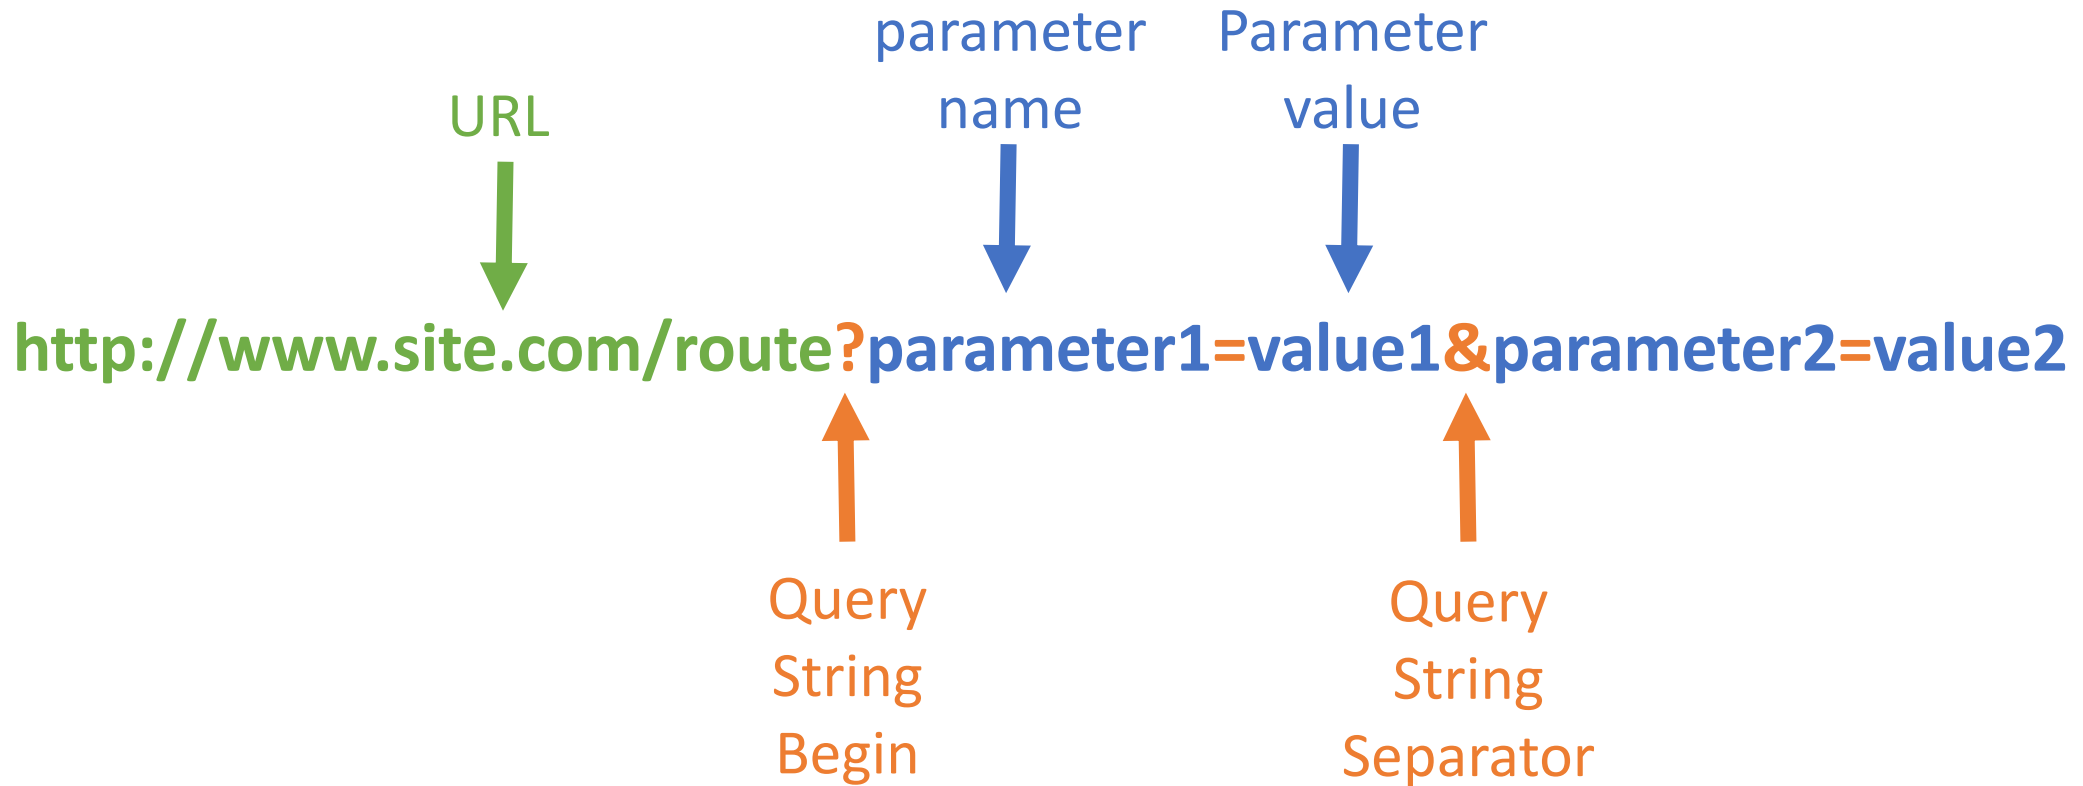 parameter
name
Parameter
value
URL
http://www.site.com/route?parameter1=value1&parameter2=value2
Query
String
Begin
Query
String
Separator